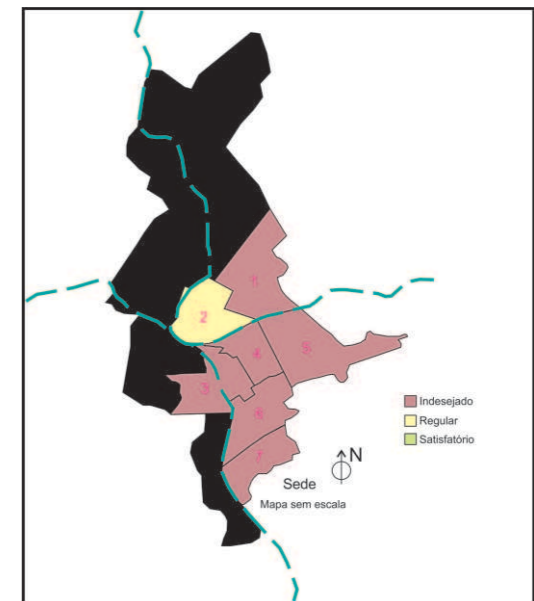 1
2
3
4
5
6
7
Indesejado
Regular
Satisfatório
N
Sede
Mapa sem escala